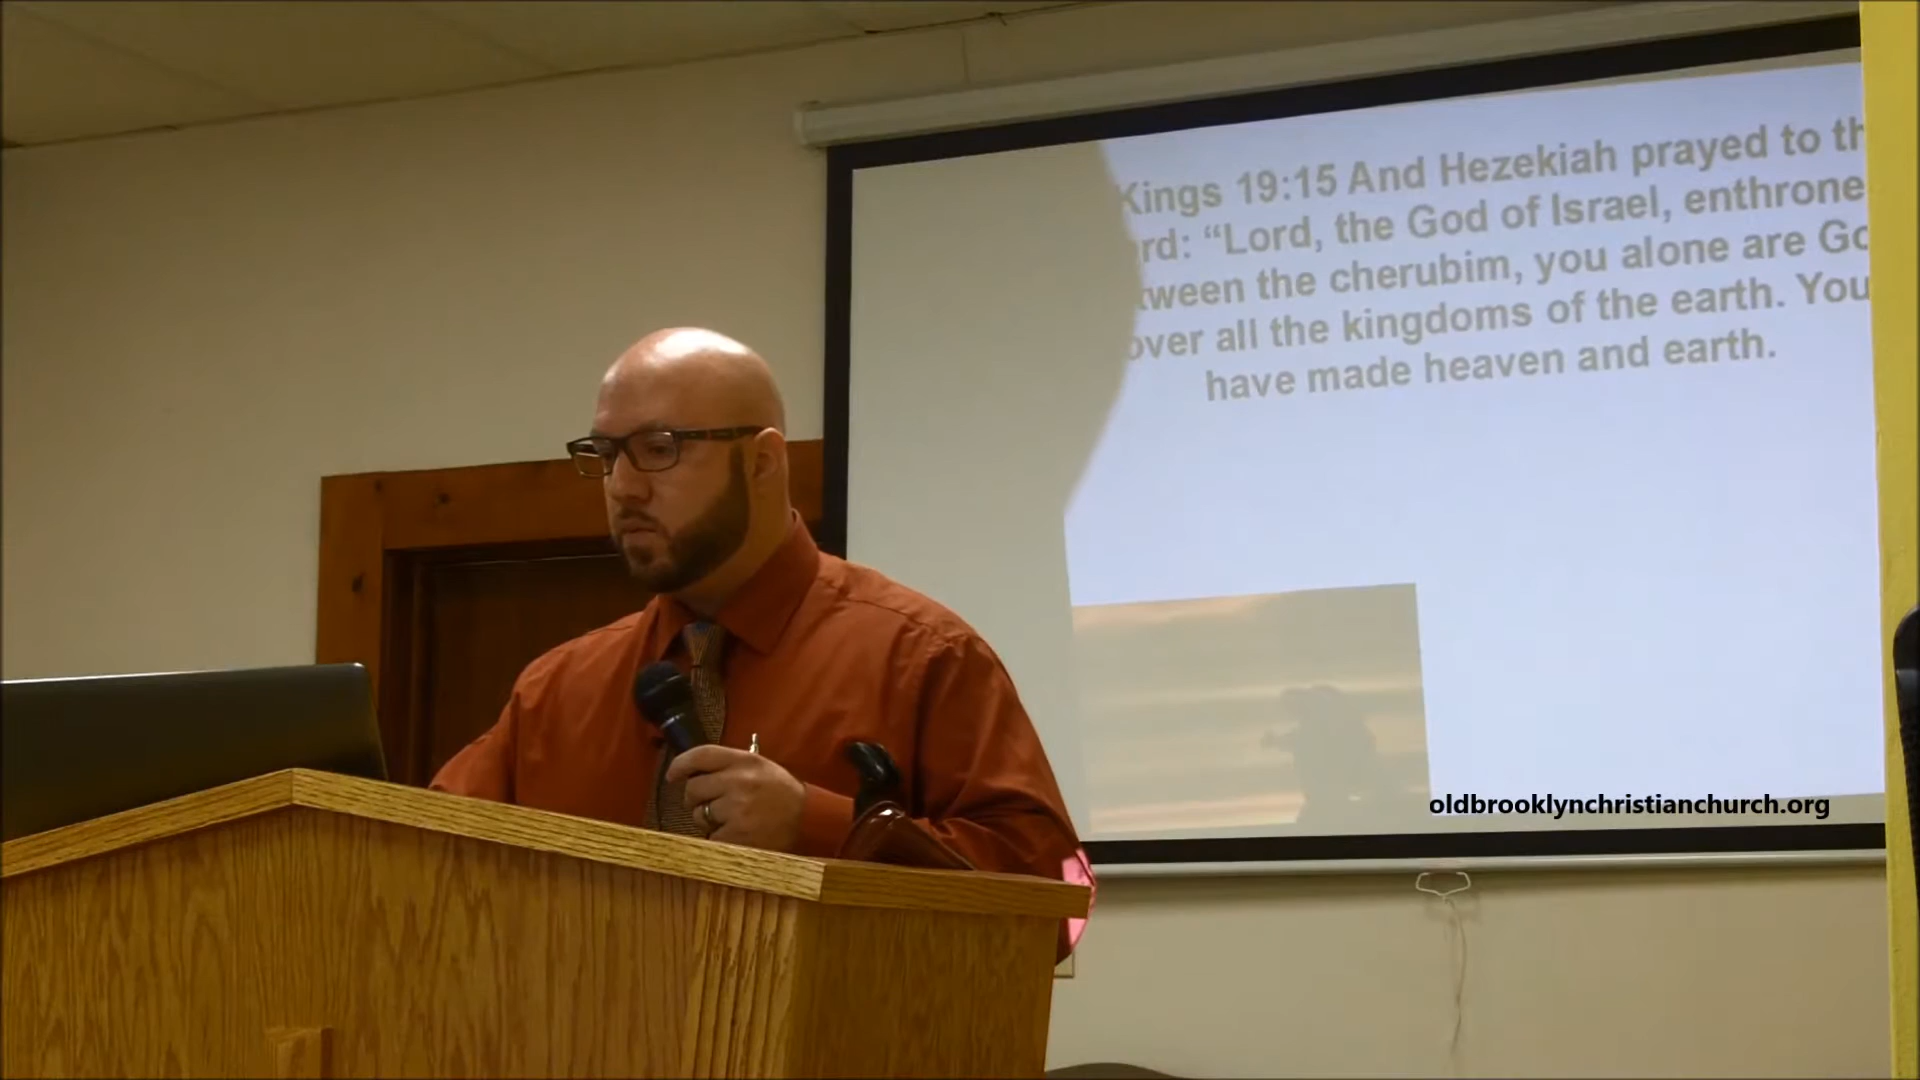 Kings 19:15 And Hezekiah prayed to th
rd: “Lord, the God of Israel, enthrone
tween the cherubim, you alone are Go
over all the kingdoms of the earth. You
have made heaven and earth.
oldbrooklynchristianchurch.org